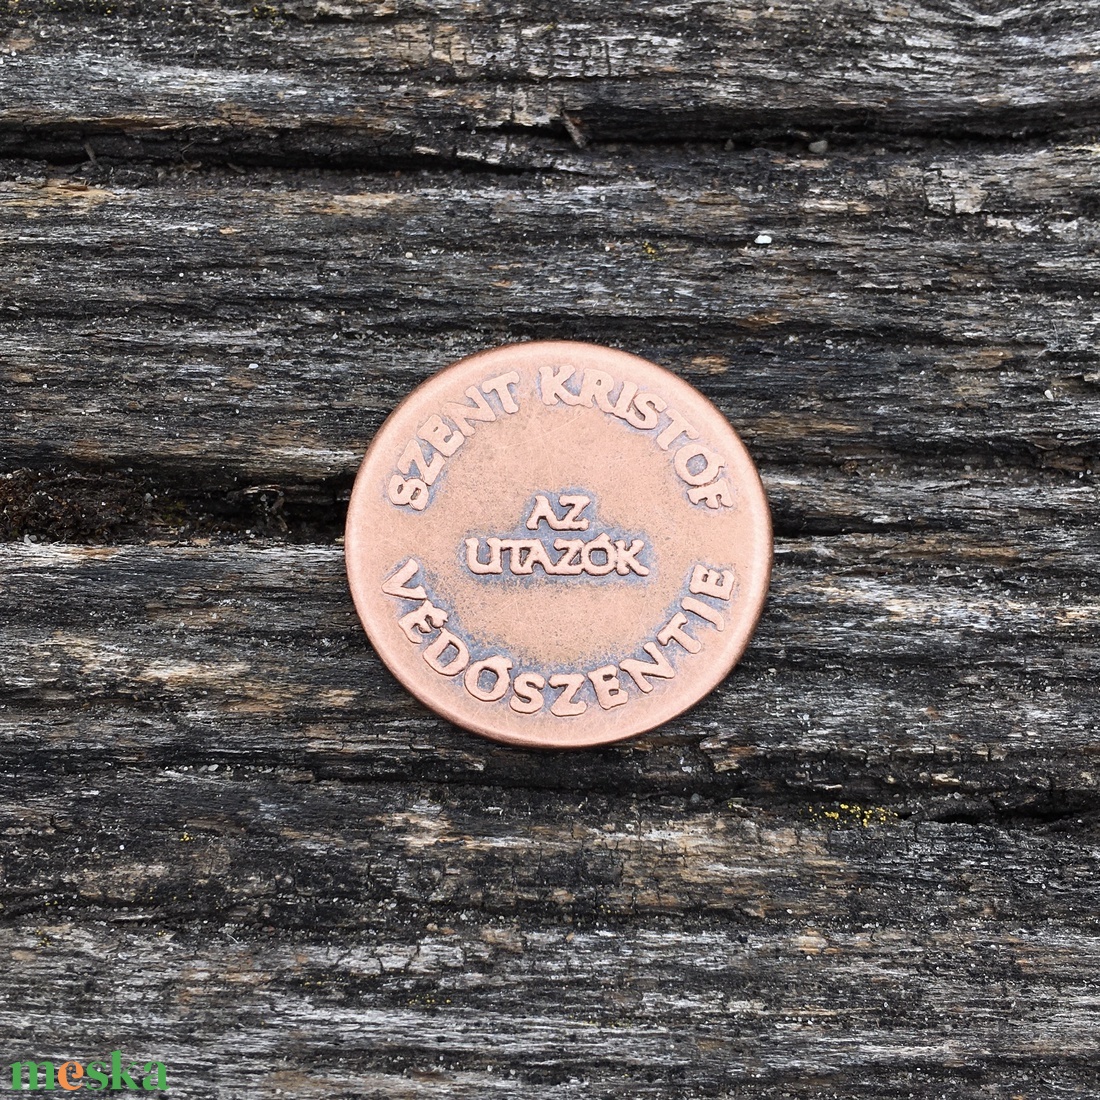 SZENT KRISTÓF
AZ
UTAZÓK
VÉDŐSZENTJE
meska